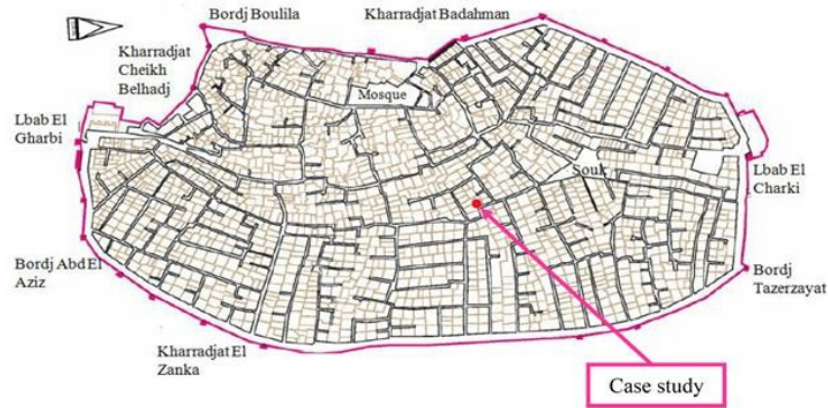 Bordj Boulila
Kharradjat Badahman
Kharradjat
Cheikh
Belhadj
Mosque
Lbab El
Gharbi
Souk
Lbab El
Charki
Bordj Abd El
Aziz
Bordj
Tazerzayat
Kharradjat El
Zanka
Case study